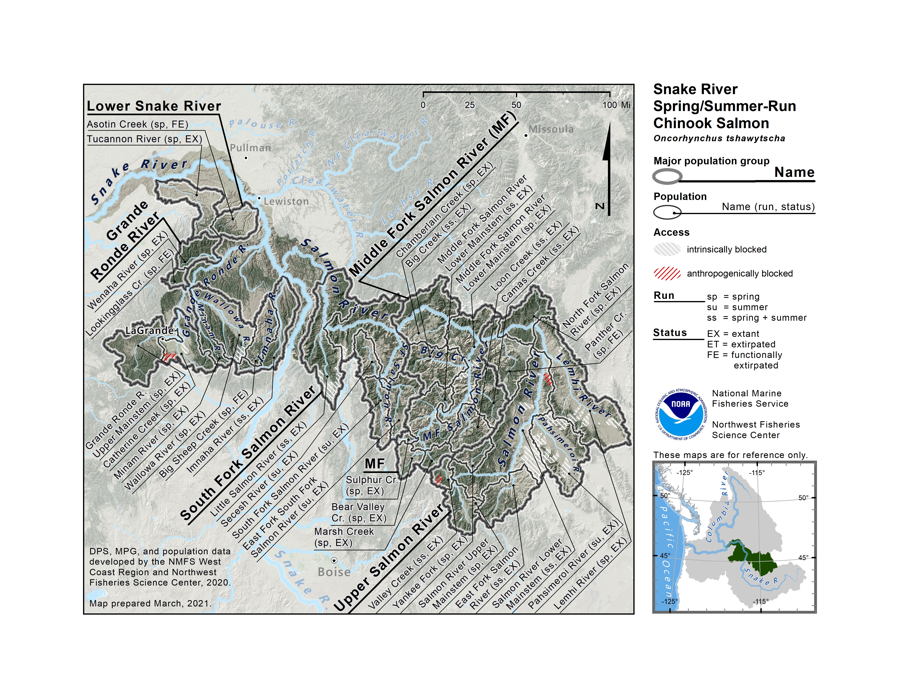 Snake River
Spring/Summer-Run
Chinook Salmon
Oncorhynchus tshawytscha
Major population group
Name
Population
Name (run, status)
Access
intrinsically blocked
anthropogenically blocked
Run
sp = spring
su = summer
ss = spring + summer
Status
EX = extant
ET = extirpated
FE = functionally
extirpated
NOAA
National Marine
Fisheries Service
Northwest Fisheries
Science Center
These maps are for reference only.
-125°
-115°
50°
50°
45°
45°
-125°
-115°
Pacific Ocean
Columbia River
Snake R.
0 25 50 100 Mi
N
Lower Snake River
Asotin Creek (sp, FE)
Tucannon River (sp, EX)
Palouse R.
Pullman
Missoula
Snake River
Lewiston
Grande
Ronde River
Wenaha River (sp, EX)
Lookingglass Cr. (sp, FE)
LaGrande
Grande Ronde R.
Wallowa R.
Minam R.
Imnaha R.
Salmon River
Grande Ronde R.
Upper Mainstem (sp, EX)
Catherine Creek (sp, EX)
Minam River (sp, EX)
Wallowa River (sp, EX)
Big Sheep Creek (sp, FE)
Imnaha River (ss, EX)
South Fork Salmon River
Little Salmon River (ss, EX)
Secesh River (su, EX)
South Fork Salmon River (su, EX)
East Fork South Fork
Salmon River (su, EX)
Middle Fork Salmon River (MF)
Chamberlain Creek (sp, EX)
Big Creek (ss, EX)
Middle Fork Salmon River
Lower Mainstem (ss, EX)
Middle Fork Salmon River
Lower Mainstem (sp, EX)
Loon Creek (ss, EX)
Camas Creek (ss, EX)
North Fork Salmon
River (sp, EX)
Panther Cr.
(sp, FE)
Big Cr.
MF Salmon River
Salmon River
Lemhi River
Pahsimeroi R.
MF
Sulphur Cr
(sp, EX)
Bear Valley
Cr. (sp, EX)
Marsh Creek
(sp, EX)
Upper Salmon River
Valley Creek (ss, EX)
Yankee Fork (sp, EX)
Salmon River Upper
Mainstem (sp, EX)
East Fork Salmon
River (ss, EX)
Salmon River Lower
Mainstem (ss, EX)
Pahsimeroi River (su, EX)
Lemhi River (sp, EX)
Snake R.
Boise
DPS, MPG, and population data
developed by the NMFS West
Coast Region and Northwest
Fisheries Science Center, 2020.
Map prepared March, 2021.